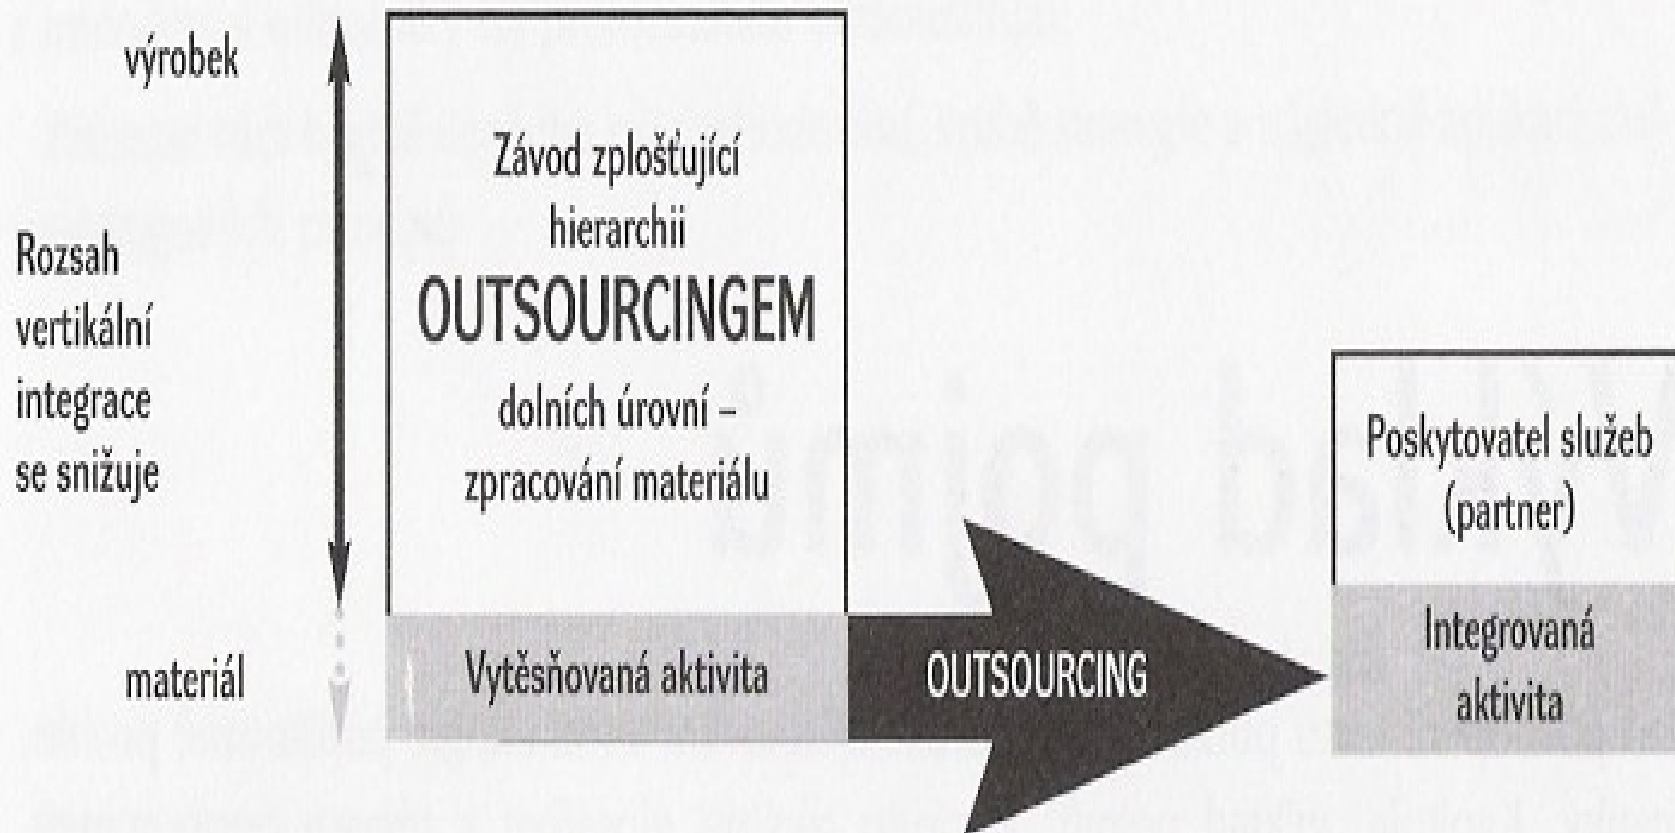 výrobek
Rozsah
vertikální
integrace
se snižuje
materiál
Závod zplošťující
hierarchii
OUTSOURCINGEM
dolních úrovní –
zpracování materiálu
Vytěsňovaná aktivita
OUTSOURCING
Poskytovatel služeb
(partner)
Integrovaná
aktivita